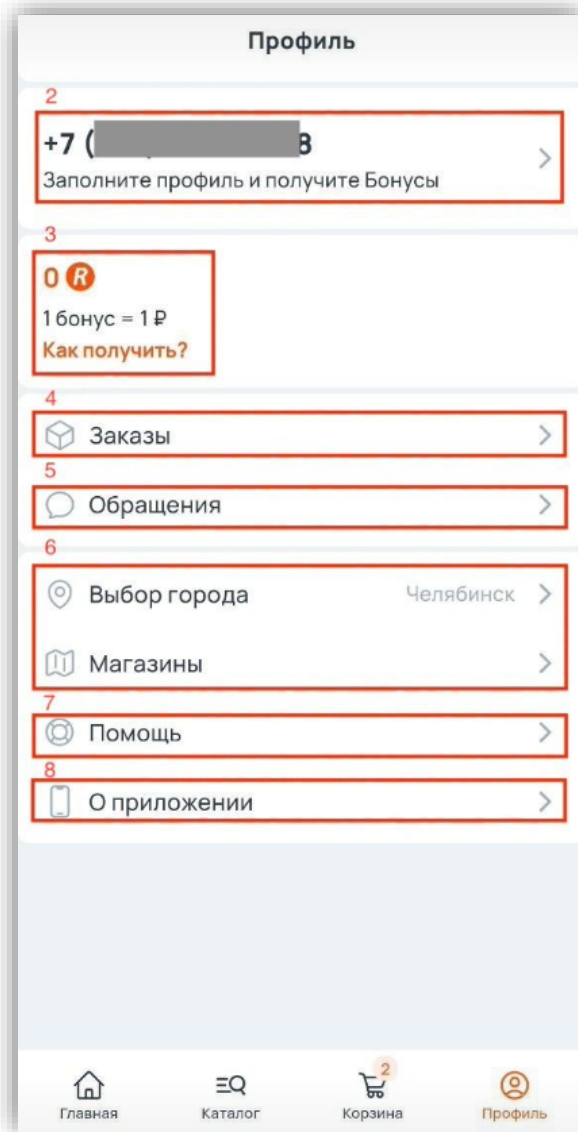 Профиль
2
+7 ( 8
Заполните профиль и получите Бонусы
3
0 R
1 бонус = 1 ₽
Как получить?
4
Заказы
5
Обращения
6
Выбор города Челябинск
Магазины
7
Помощь
8
О приложении
2
Главная Каталог Корзина Профиль